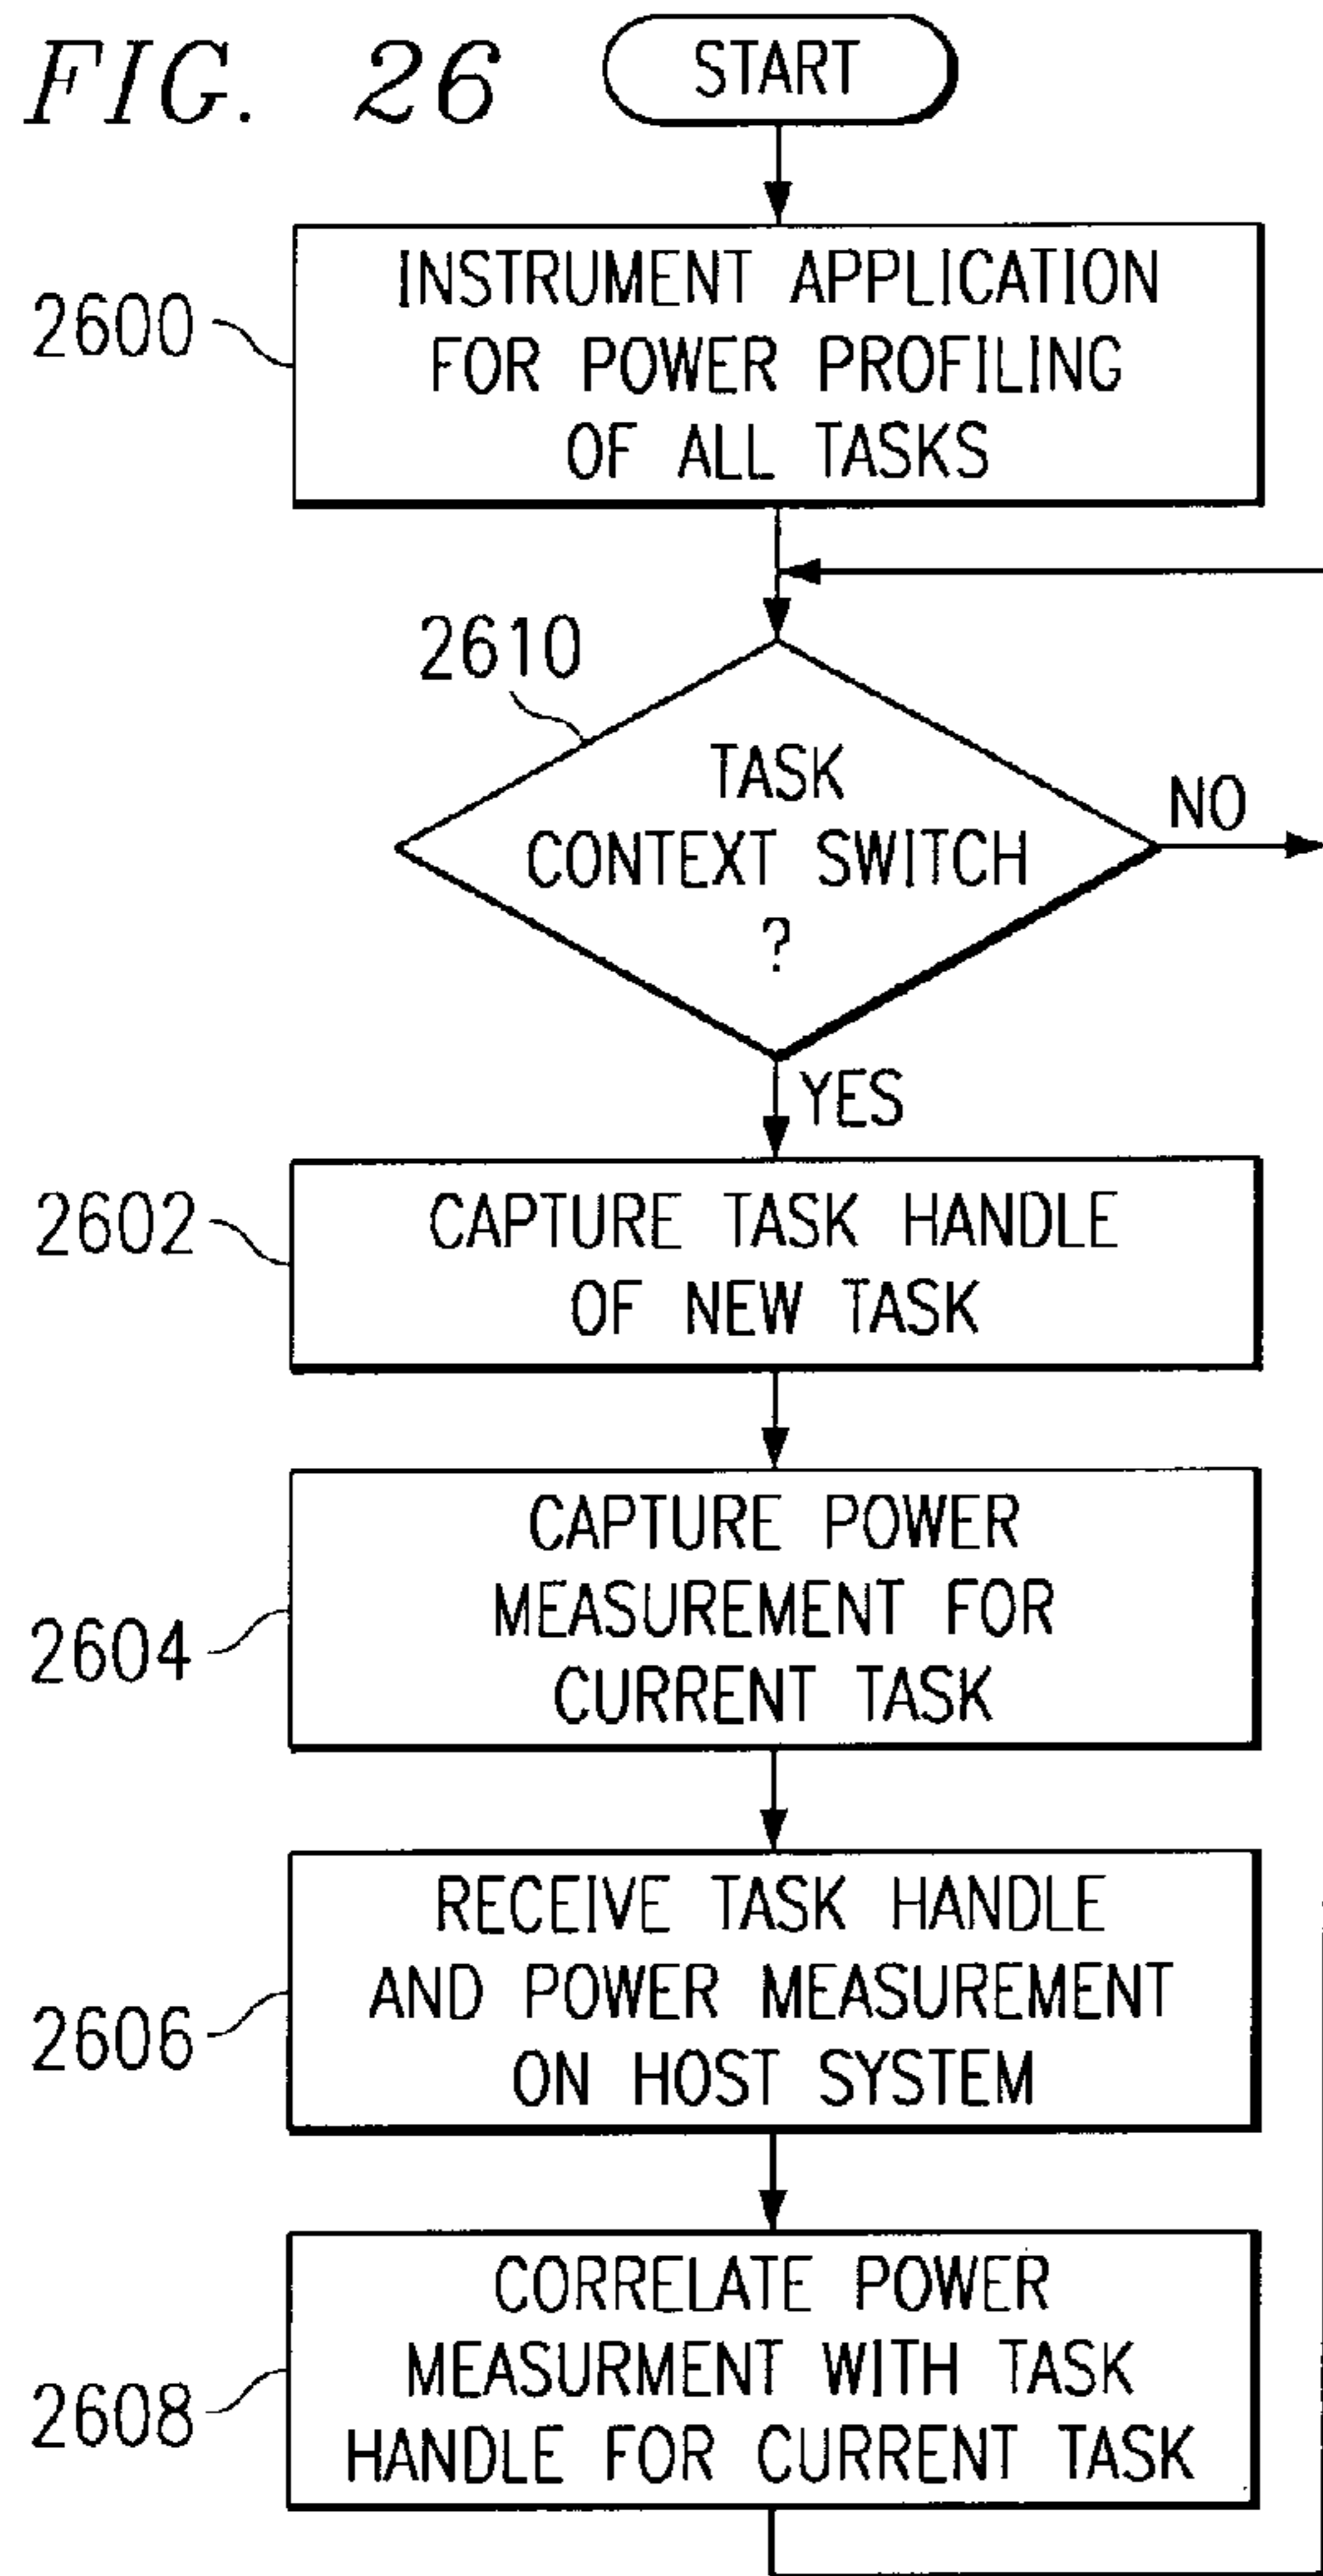 FIG. 26
START
2600
INSTRUMENT APPLICATION
FOR POWER PROFILING
OF ALL TASKS
2610
TASK
CONTEXT SWITCH
?
NO
YES
2602
CAPTURE TASK HANDLE
OF NEW TASK
2604
CAPTURE POWER
MEASUREMENT FOR
CURRENT TASK
2606
RECEIVE TASK HANDLE
AND POWER MEASUREMENT
ON HOST SYSTEM
2608
CORRELATE POWER
MEASURMENT WITH TASK
HANDLE FOR CURRENT TASK